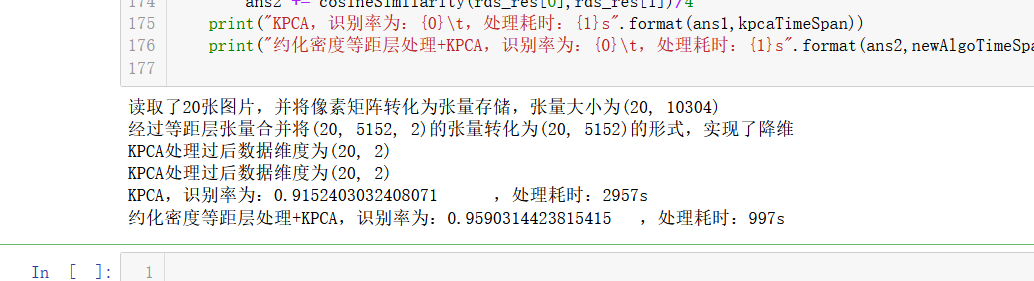 174 ans2 += cosineSimilarity(rds_res[0],rds_res[1])/4
175 print("KPCA，识别率为：{0}\t，处理耗时：{1}s".format(ans1,kpcaTimeSpan))
176 print("约化密度等距层处理+KPCA，识别率为：{0}\t，处理耗时：{1}s".format(ans2,newAlgoTimeSpa
177
读取了20张图片，并将像素矩阵转化为张量存储，张量大小为(20, 10304)
经过等距层张量合并将(20, 5152, 2)的张量转化为(20, 5152)的形式，实现了降维
KPCA处理过后数据维度为(20, 2)
KPCA处理过后数据维度为(20, 2)
KPCA，识别率为：0.9152403032408071 ，处理耗时：2957s
约化密度等距层处理+KPCA，识别率为：0.9590314423815415 ，处理耗时：997s
In [ ]: 1